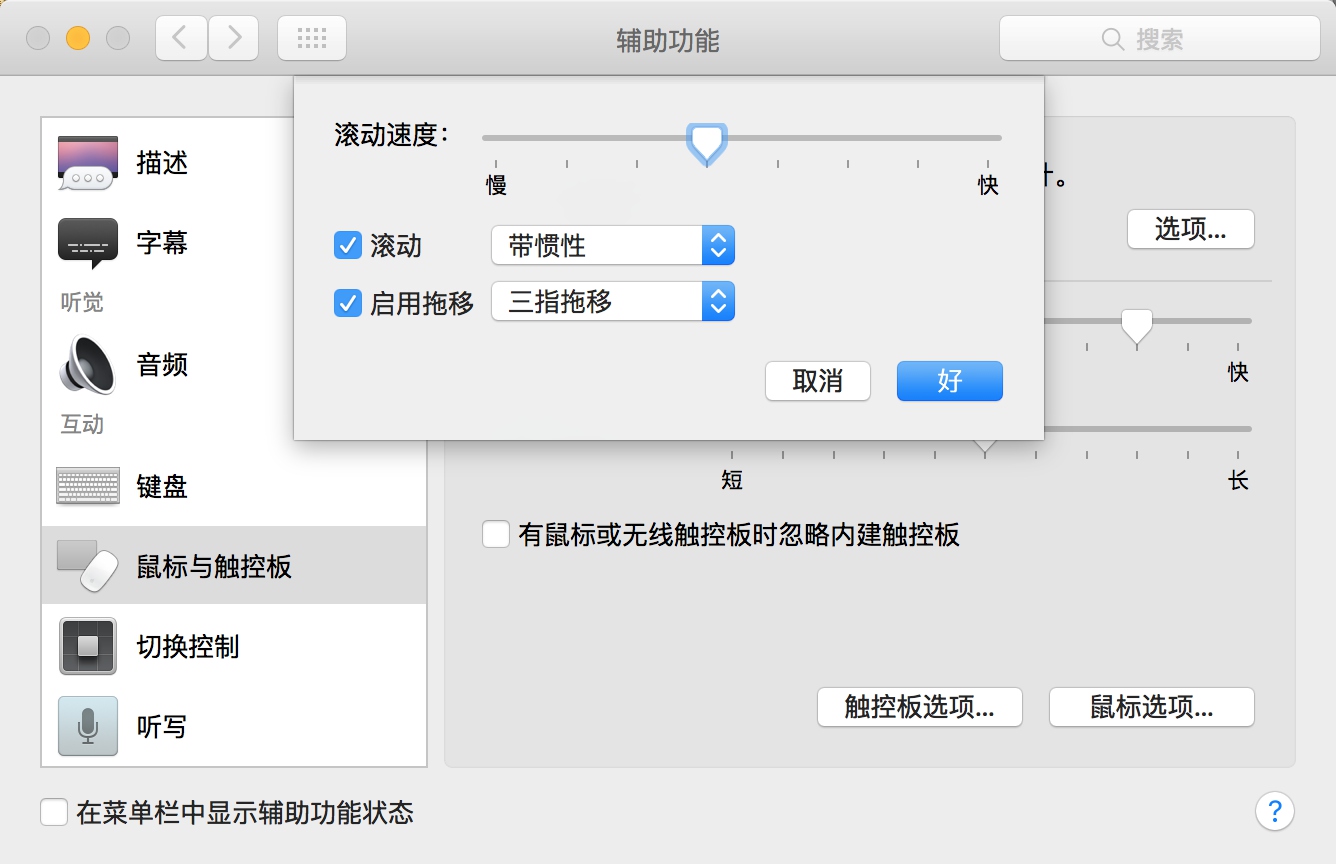 辅助功能
搜索
滚动速度：
慢
快
滚动
带惯性
启用拖移
三指拖移
取消
好
描述
字幕
听觉
音频
互动
键盘
鼠标与触控板
切换控制
听写
。
选项...
快
短
长
有鼠标或无线触控板时忽略内建触控板
触控板选项...
鼠标选项...
在菜单栏中显示辅助功能状态
?